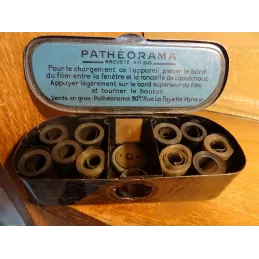 PATHÉORAMA
BREVETÉ S.G.D.G.
Pour le chargement de l'appareil, placer le bord
du film entre la fenêtre et la rondelle de caoutchouc
Appuyer légèrement sur le bord supérieur du film
et tourner le bouton.
Vente en gros: Pathéorama. 90bis Rue La Fayette Paris